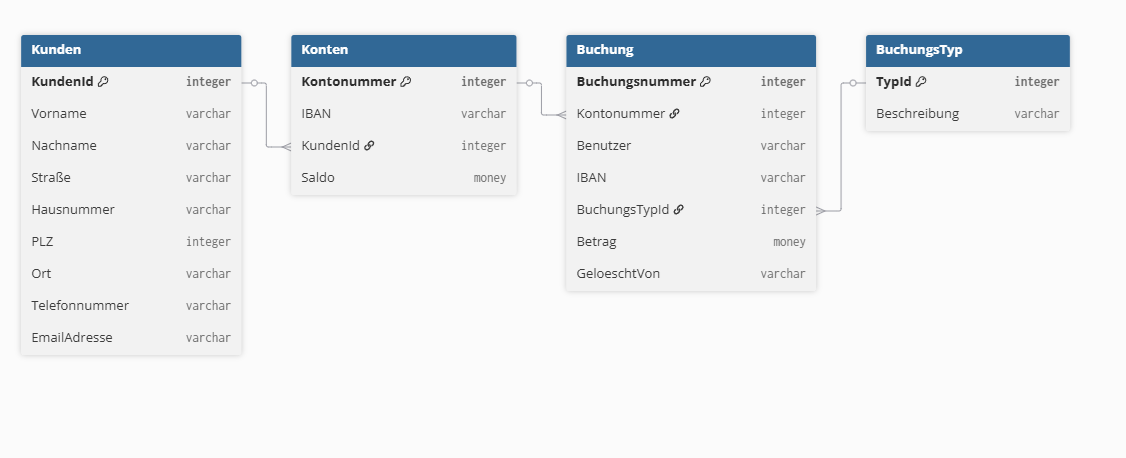 Kunden
KundenId integer
Vorname varchar
Nachname varchar
Straße varchar
Hausnummer varchar
PLZ integer
Ort varchar
Telefonnummer varchar
EmailAdresse varchar
Konten
Kontonummer integer
IBAN varchar
KundenId integer
Saldo money
Buchung
Buchungsnummer integer
Kontonummer integer
Benutzer varchar
IBAN varchar
BuchungsTypId integer
Betrag money
GeloeschtVon varchar
BuchungsTyp
TypId integer
Beschreibung varchar